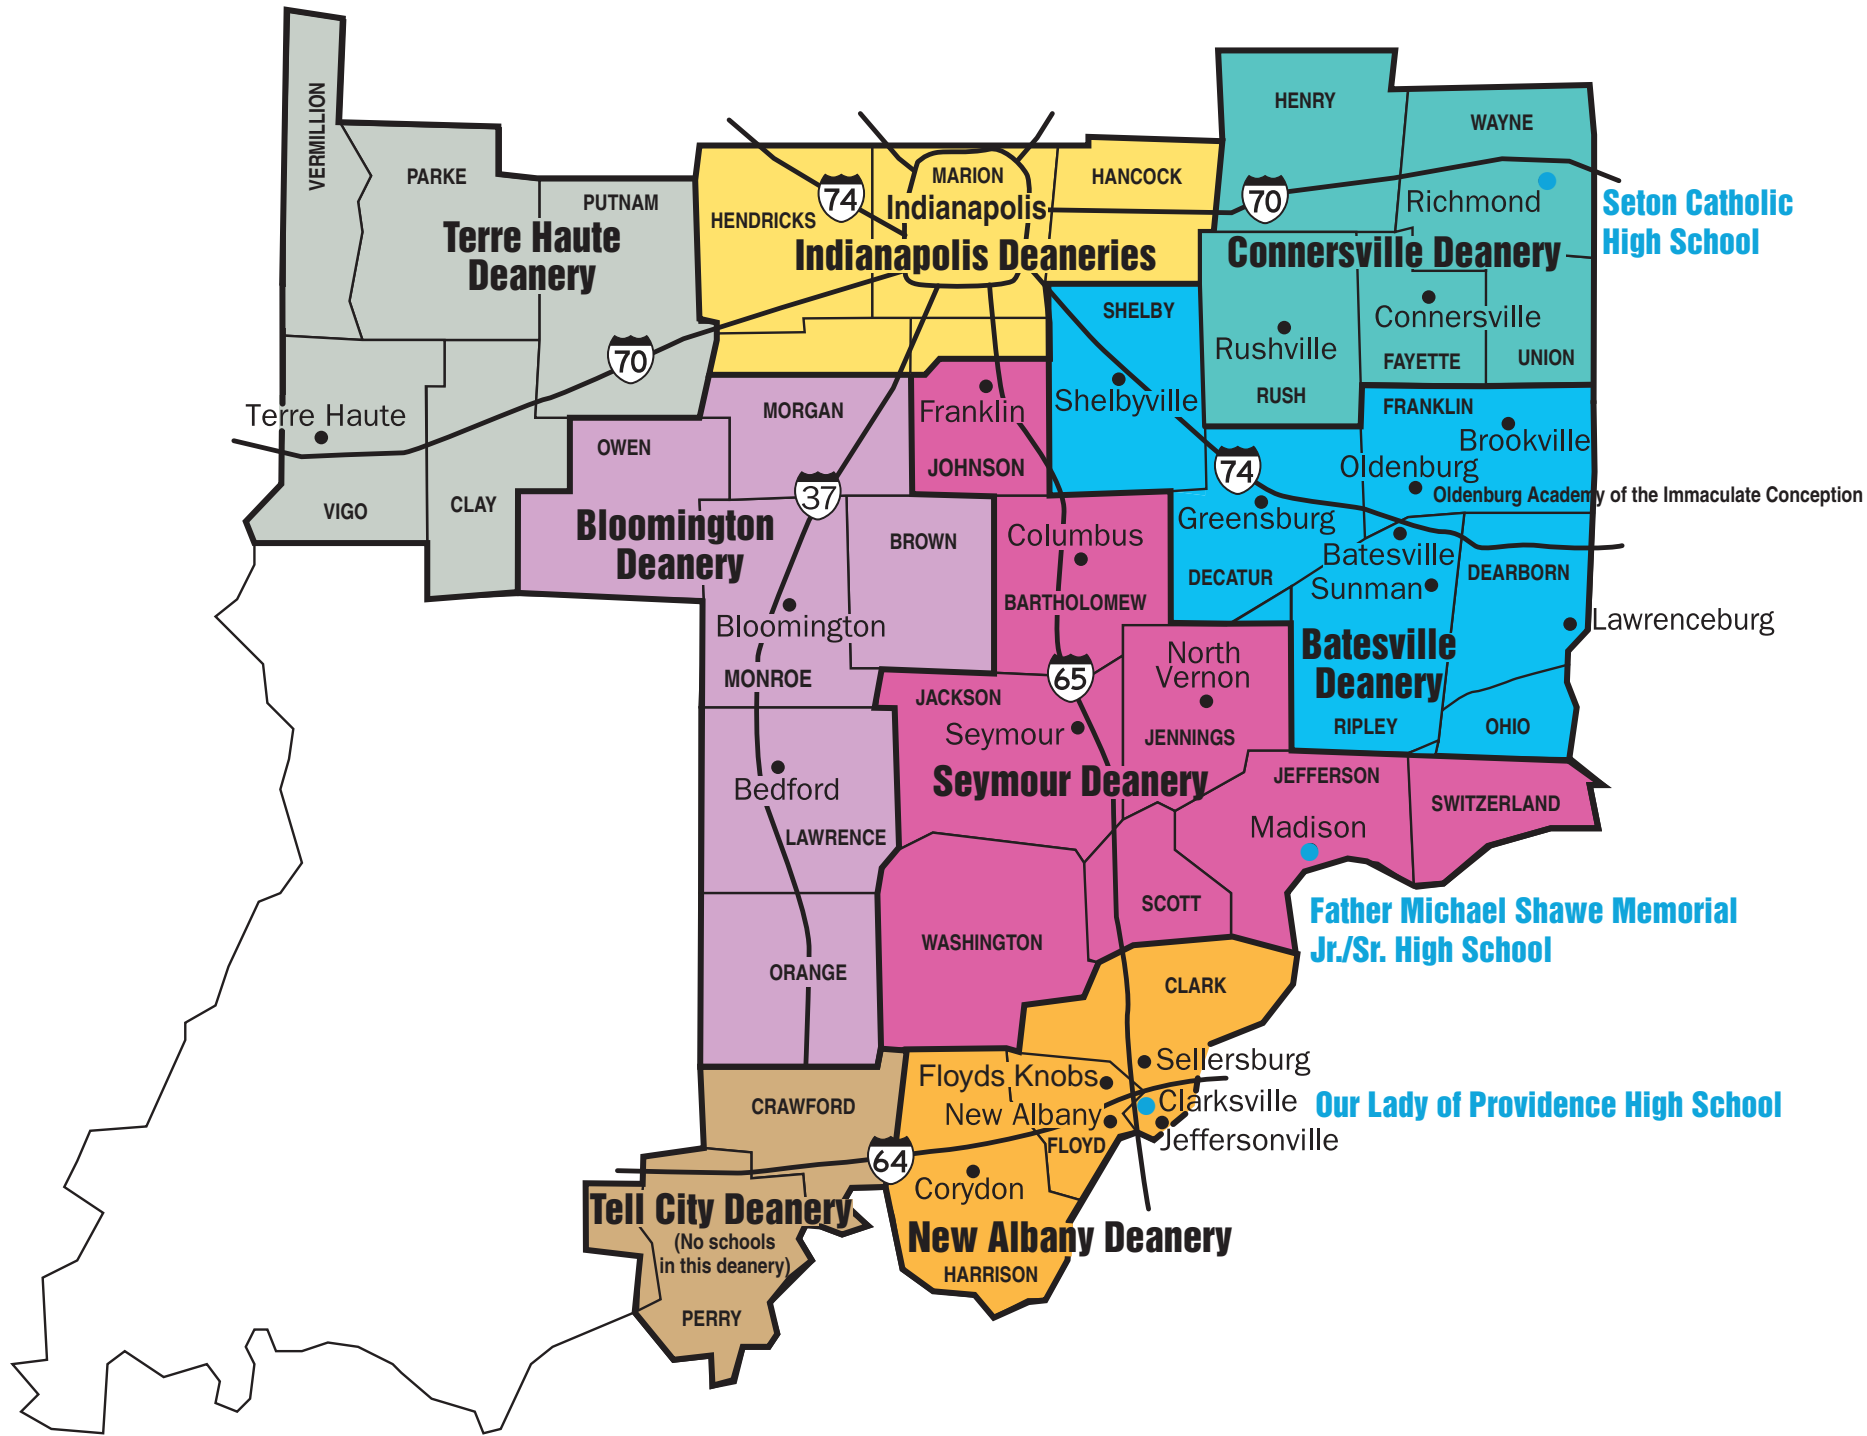 HENRY
VERMILLION
WAYNE
PARKE
MARION
HANCOCK
74
70
PUTNAM
Indianapolis
Richmond
Seton Catholic
High School
HENDRICKS
Terre Haute
Deanery
Indianapolis Deaneries
Connersville Deanery
SHELBY
Connersville
Rushville
70
FAYETTE
UNION
Terre Haute
MORGAN
Franklin
Shelbyville
RUSH
FRANKLIN
Brookville
OWEN
JOHNSON
74
Oldenburg
Oldenburg Academy of the Immaculate Conception
37
VIGO
CLAY
Bloomington
Deanery
BROWN
Columbus
Greensburg
Batesville
DECATUR
DEARBORN
Sunman
BARTHOLOMEW
Bloomington
Lawrenceburg
Batesville
Deanery
North
Vernon
MONROE
65
JACKSON
Seymour
JENNINGS
RIPLEY
OHIO
Seymour Deanery
JEFFERSON
Bedford
SWITZERLAND
LAWRENCE
Madison
SCOTT
Father Michael Shawe Memorial
Jr./Sr. High School
WASHINGTON
ORANGE
CLARK
Sellersburg
Floyds Knobs
CRAWFORD
New Albany
Clarksville
Our Lady of Providence High School
FLOYD
Jeffersonville
64
Corydon
Tell City Deanery
(No schools
in this deanery)
New Albany Deanery
HARRISON
PERRY